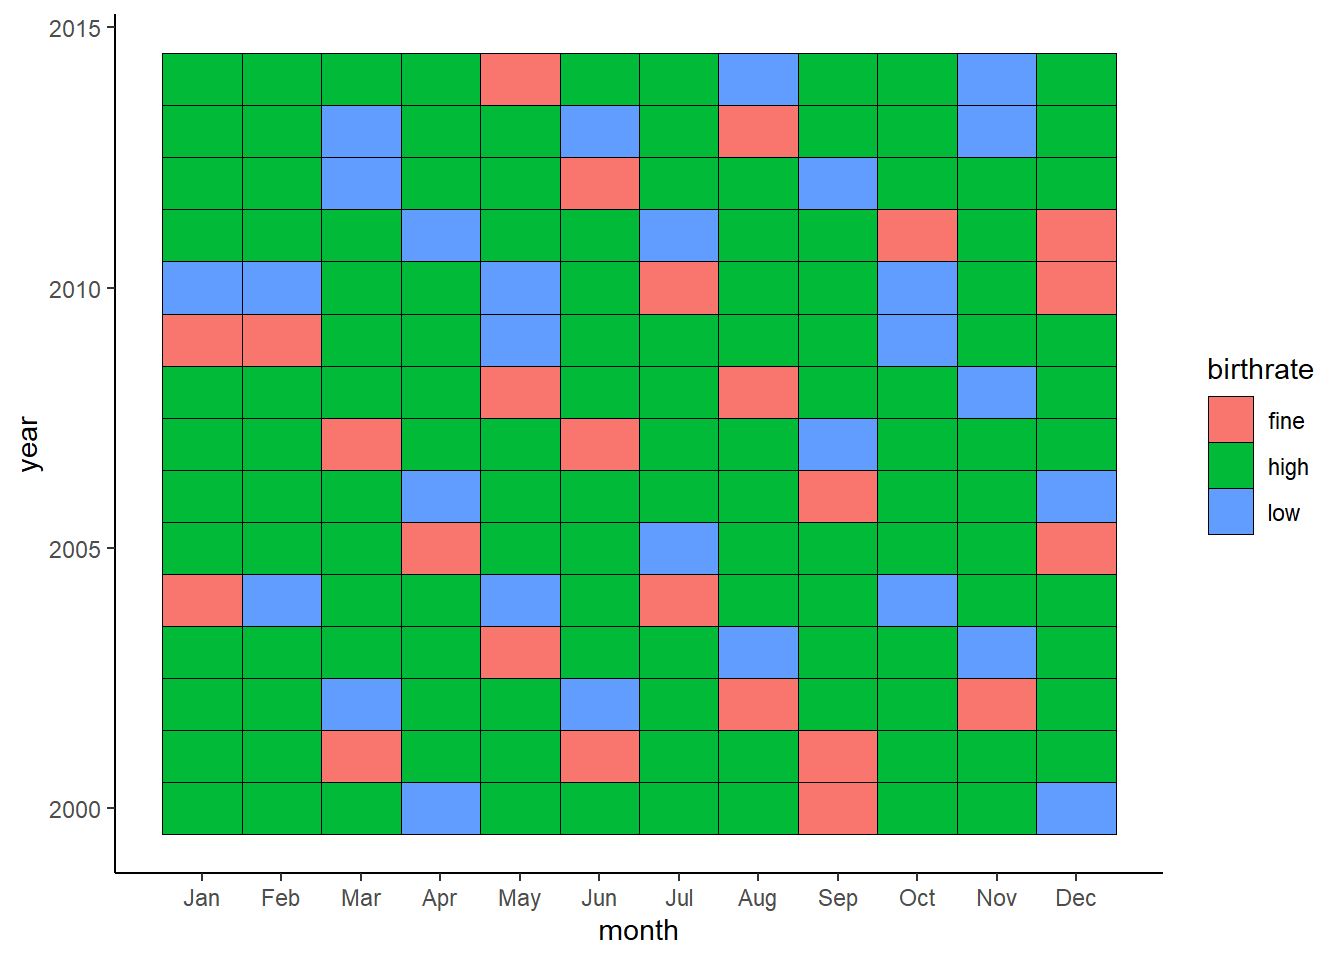 2015
2010
2005
2000
year
Jan Feb Mar Apr May Jun Jul Aug Sep Oct Nov Dec
month
birthrate
fine
high
low